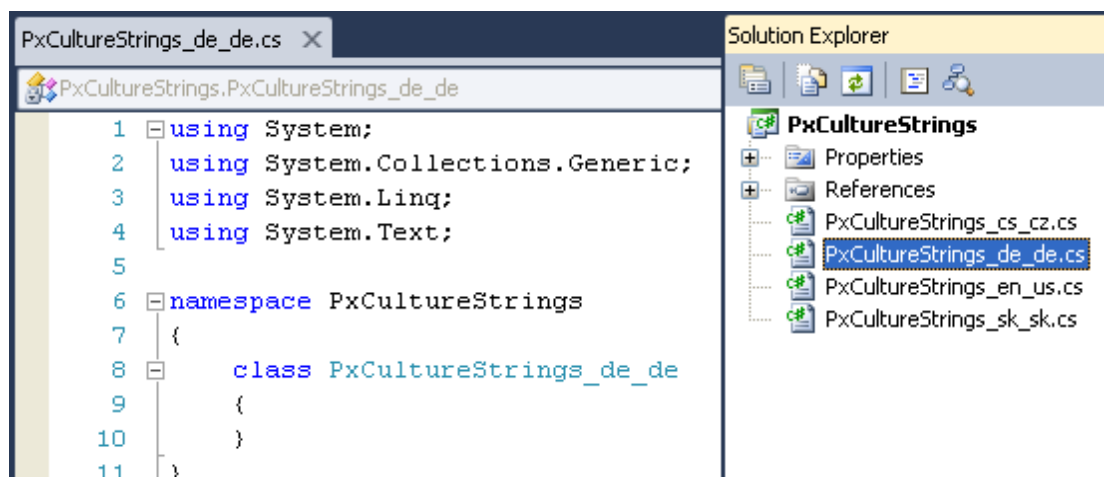 PxCultureStrings_de_de.cs
PxCultureStrings.PxCultureStrings_de_de
1 using System;
2 using System.Collections.Generic;
3 using System.Linq;
4 using System.Text;
5
6 namespace PxCultureStrings
7 {
8 class PxCultureStrings_de_de
9 {
10 }
11 }
Solution Explorer
PxCultureStrings
Properties
References
PxCultureStrings_cs_cz.cs
PxCultureStrings_de_de.cs
PxCultureStrings_en_us.cs
PxCultureStrings_sk_sk.cs